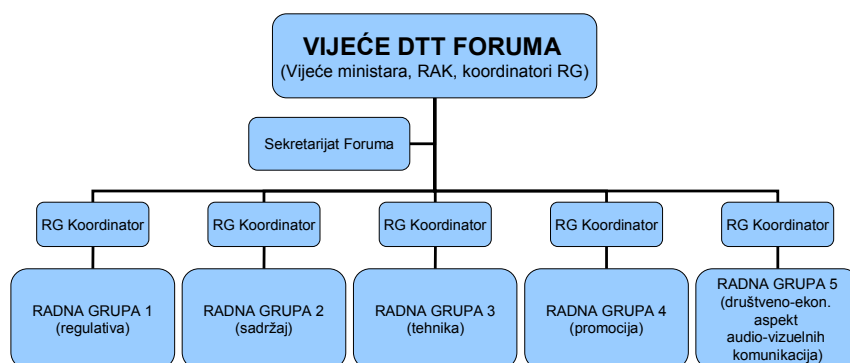 VIJEĆE DTT FORUMA
(Vijeće ministara, RAK, koordinatori RG)
Sekretarijat Foruma
RG Koordinator
RG Koordinator
RG Koordinator
RG Koordinator
RG Koordinator
RADNA GRUPA 1
(regulativa)
RADNA GRUPA 2
(sadržaj)
RADNA GRUPA 3
(tehnika)
RADNA GRUPA 4
(promocija)
RADNA GRUPA 5
(društveno-ekon.
aspekt
audio-vizuelnih
komunikacija)